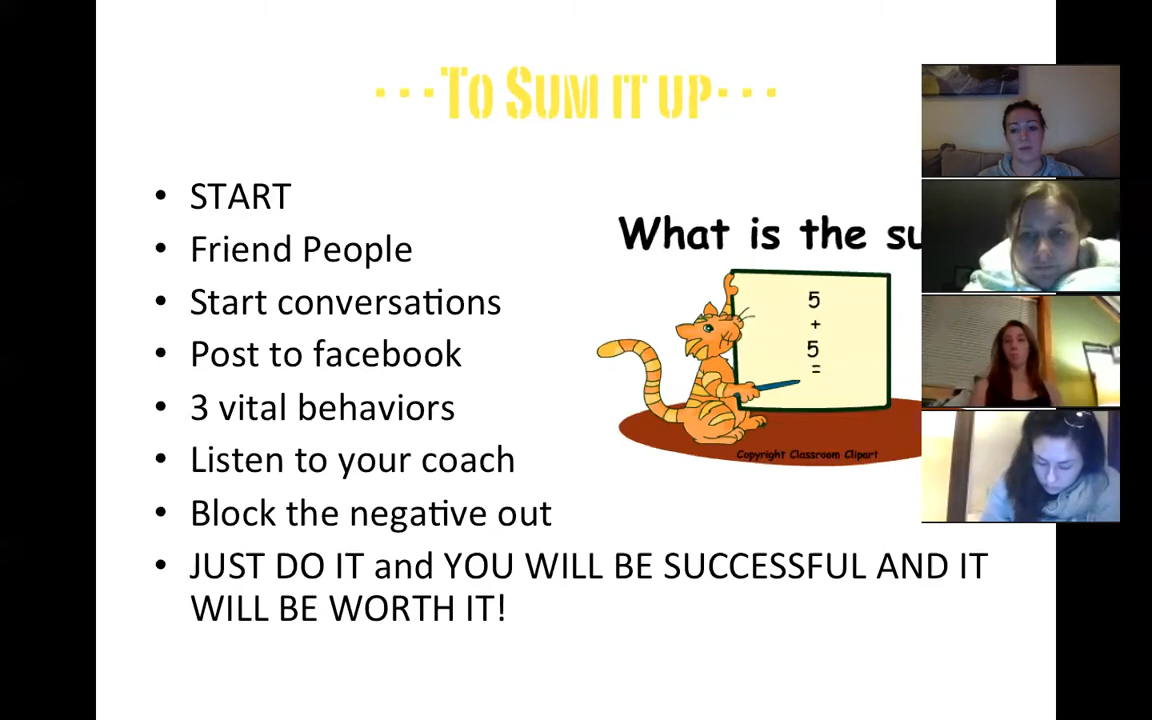 ···To Sum it up···
• START
• Friend People
• Start conversations
• Post to facebook
• 3 vital behaviors
• Listen to your coach
• Block the negative out
• JUST DO IT and YOU WILL BE SUCCESSFUL AND IT
WILL BE WORTH IT!
What is the su
5
+
5
=
Copyright Classroom Clipart